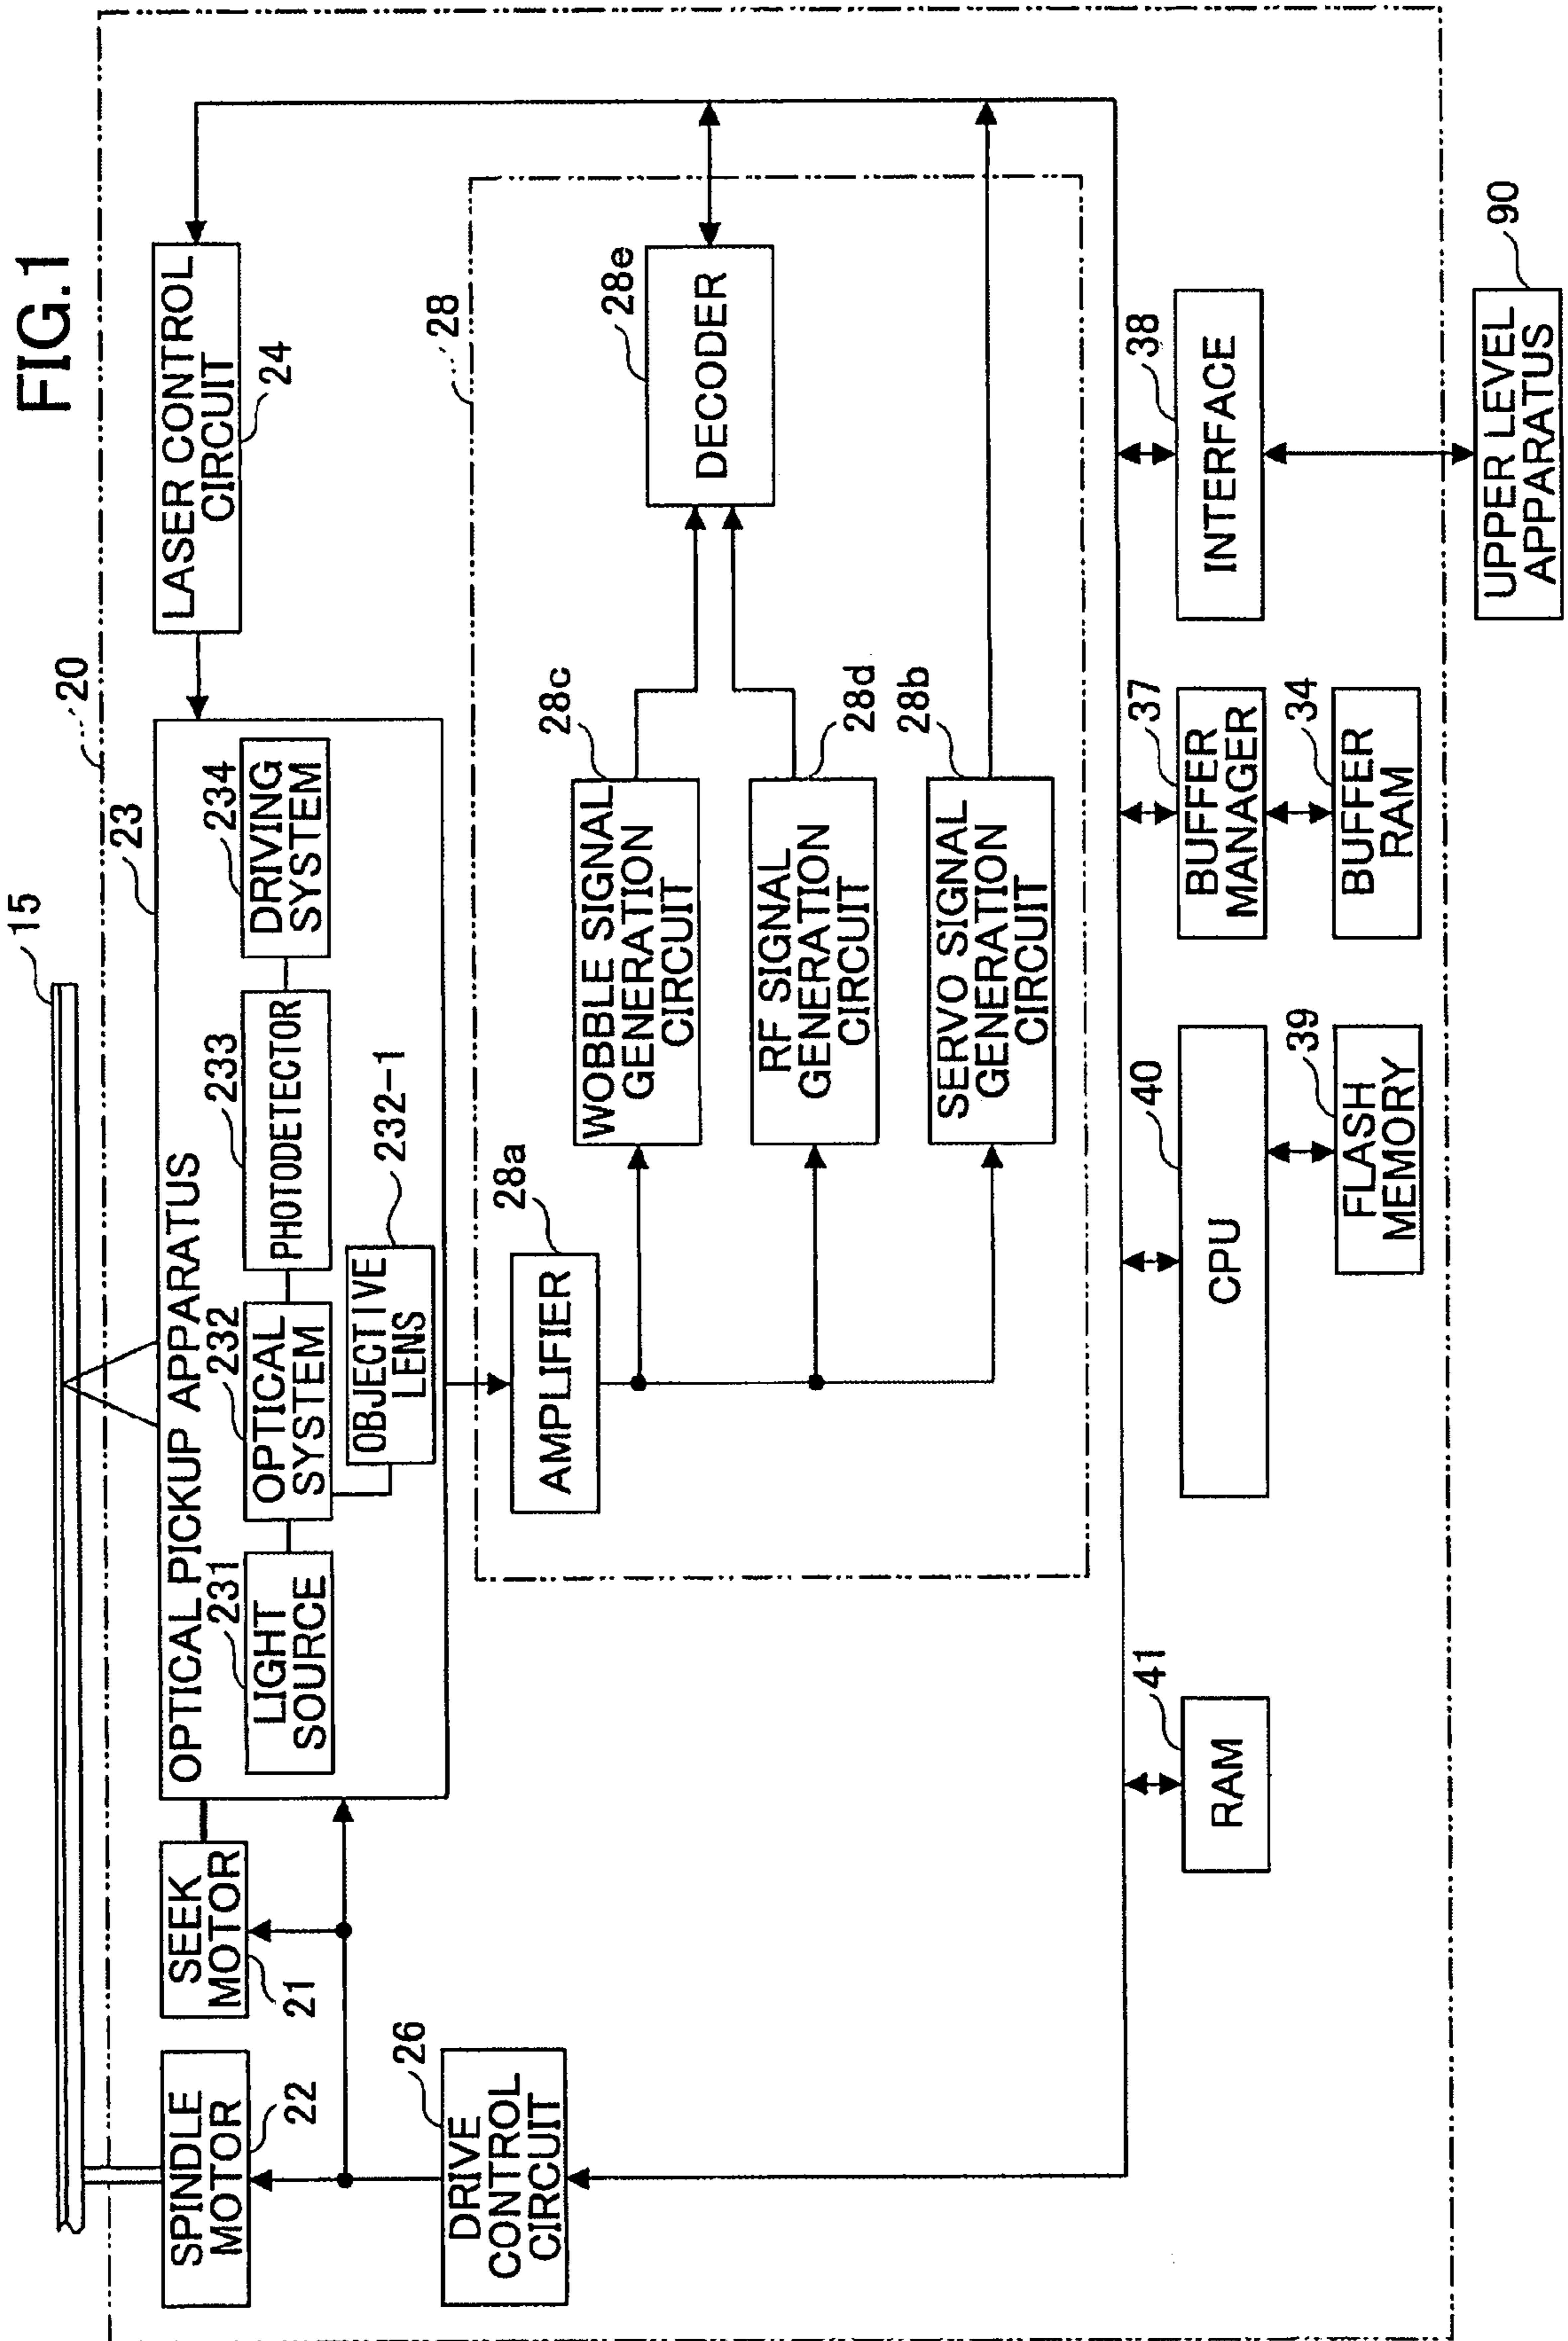 FIG.1
15
20
SPINDLE
MOTOR
22
SEEK
MOTOR
21
23
OPTICAL PICKUP APPARATUS
231
LIGHT
SOURCE
232
OPTICAL
SYSTEM
233
PHOTODETECTOR
234
DRIVING
SYSTEM
232-1
OBJECTIVE
LENS
LASER CONTROL
CIRCUIT
24
26
DRIVE
CONTROL
CIRCUIT
28
28a
AMPLIFIER
28c
WOBBLE SIGNAL
GENERATION
CIRCUIT
28d
RF SIGNAL
GENERATION
CIRCUIT
28b
SERVO SIGNAL
GENERATION
CIRCUIT
28e
DECODER
41
RAM
40
CPU
39
FLASH
MEMORY
37
BUFFER
MANAGER
34
BUFFER
RAM
38
INTERFACE
90
UPPER LEVEL
APPARATUS